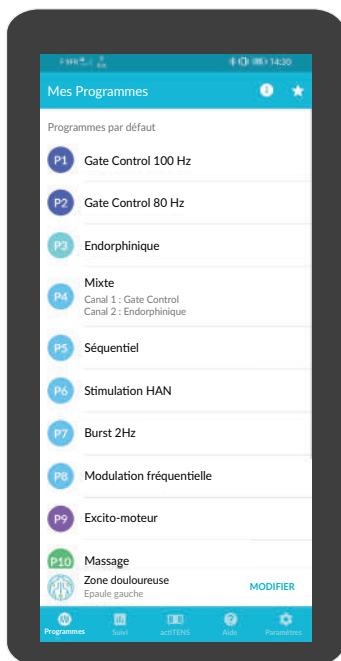 F SFR
14:30
Mes Programmes
Programmes par défaut
P1 Gate Control 100 Hz
P2 Gate Control 80 Hz
P3 Endorphinique
P4 Mixte
Canal 1 : Gate Control
Canal 2 : Endorphinique
P5 Séquentiel
P6 Stimulation HAN
P7 Burst 2Hz
P8 Modulation fréquentielle
P9 Excito-moteur
P10 Massage
Zone douloureuse
Epaule gauche
MODIFIER
Programmes Suivi actiTENS Aide Paramètres